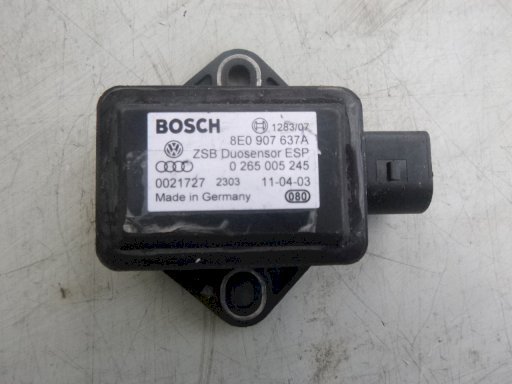 BOSCH
1283/07
8E0 907 637A
ZSB Duosensor ESP
0 265 005 245
0021727 2303 11-04-03
Made in Germany 080